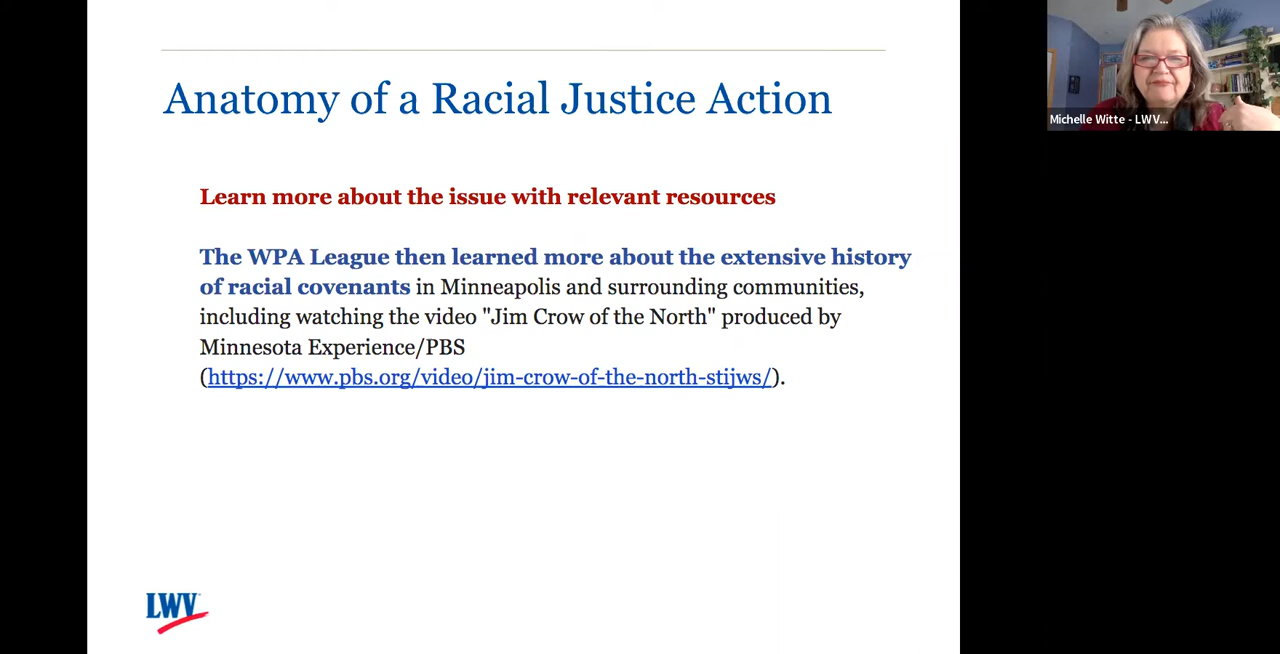 Anatomy of a Racial Justice Action
Michelle Witte - LWV...
Learn more about the issue with relevant resources
The WPA League then learned more about the extensive history
of racial covenants in Minneapolis and surrounding communities,
including watching the video "Jim Crow of the North" produced by
Minnesota Experience/PBS
(https://www.pbs.org/video/jim-crow-of-the-north-stijws/).
LWV